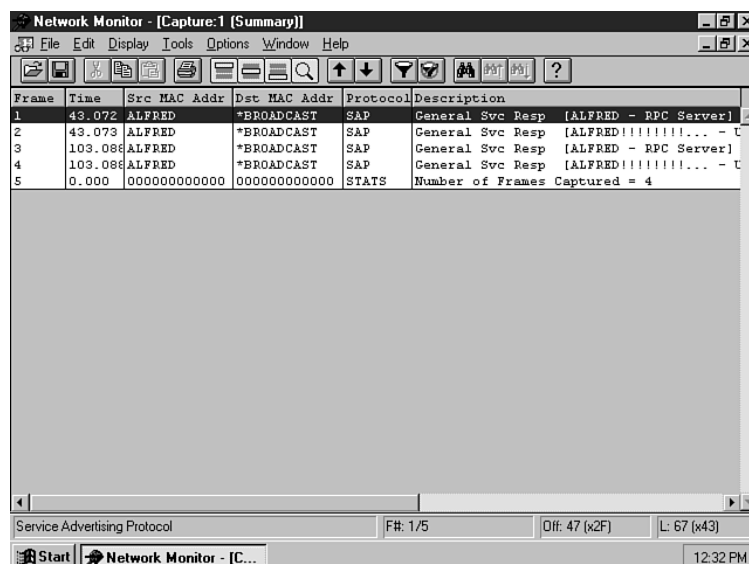 Network Monitor - [Capture:1 (Summary)]
File Edit Display Tools Options Window Help
Frame Time Src MAC Addr Dst MAC Addr Protocol Description
1 43.072 ALFRED *BROADCAST SAP General Svc Resp [ALFRED - RPC Server]
2 43.073 ALFRED *BROADCAST SAP General Svc Resp [ALFRED!!!!!!!!... - U
3 103.088 ALFRED *BROADCAST SAP General Svc Resp [ALFRED - RPC Server]
4 103.088 ALFRED *BROADCAST SAP General Svc Resp [ALFRED!!!!!!!!... - U
5 0.000 000000000000 000000000000 STATS Number of Frames Captured = 4
Service Advertising Protocol F#: 1/5 Off: 47 (x2F) L: 67 (x43)
Start Network Monitor - [C... 12:32 PM